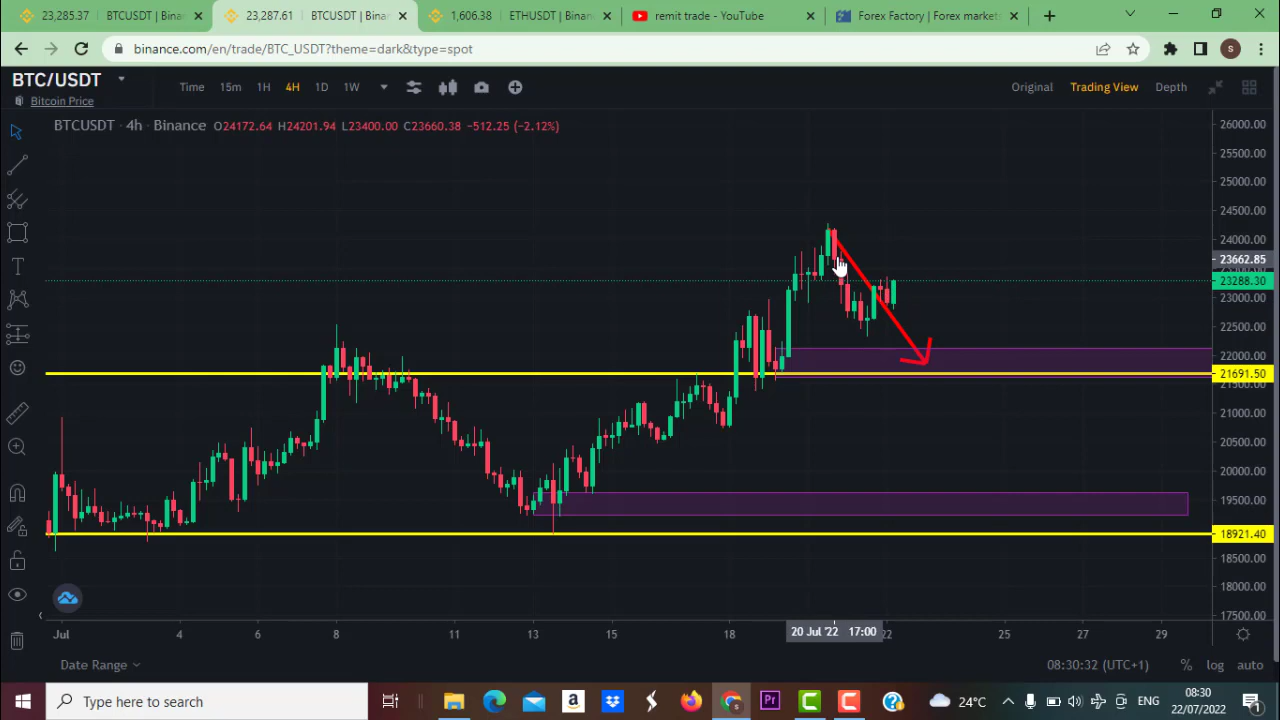 23,285.37 BTCUSDT | Binan
23,287.61 BTCUSDT | Binan
1,606.38 ETHUSDT | Binan
remit trade - YouTube
Forex Factory | Forex market
binance.com/en/trade/BTC_USDT?theme=dark&type=spot
S
BTC/USDT
Bitcoin Price
Time 15m 1H 4H 1D 1W
Original Trading View Depth
BTCUSDT · 4h · Binance O24172.64 H24201.94 L23400.00 C23660.38 -512.25 (-2.12%)
26000.00
25500.00
25000.00
24500.00
24000.00
23662.85
23288.30
23000.00
22500.00
22000.00
21691.50
21000.00
20500.00
20000.00
19500.00
18921.40
18500.00
18000.00
17500.00
Jul 4 6 8 11 13 15 18 20 Jul '22 17:00 22 25 27 29
Date Range
08:30:32 (UTC+1) % log auto
Type here to search
24°C ENG
08:30
22/07/2022